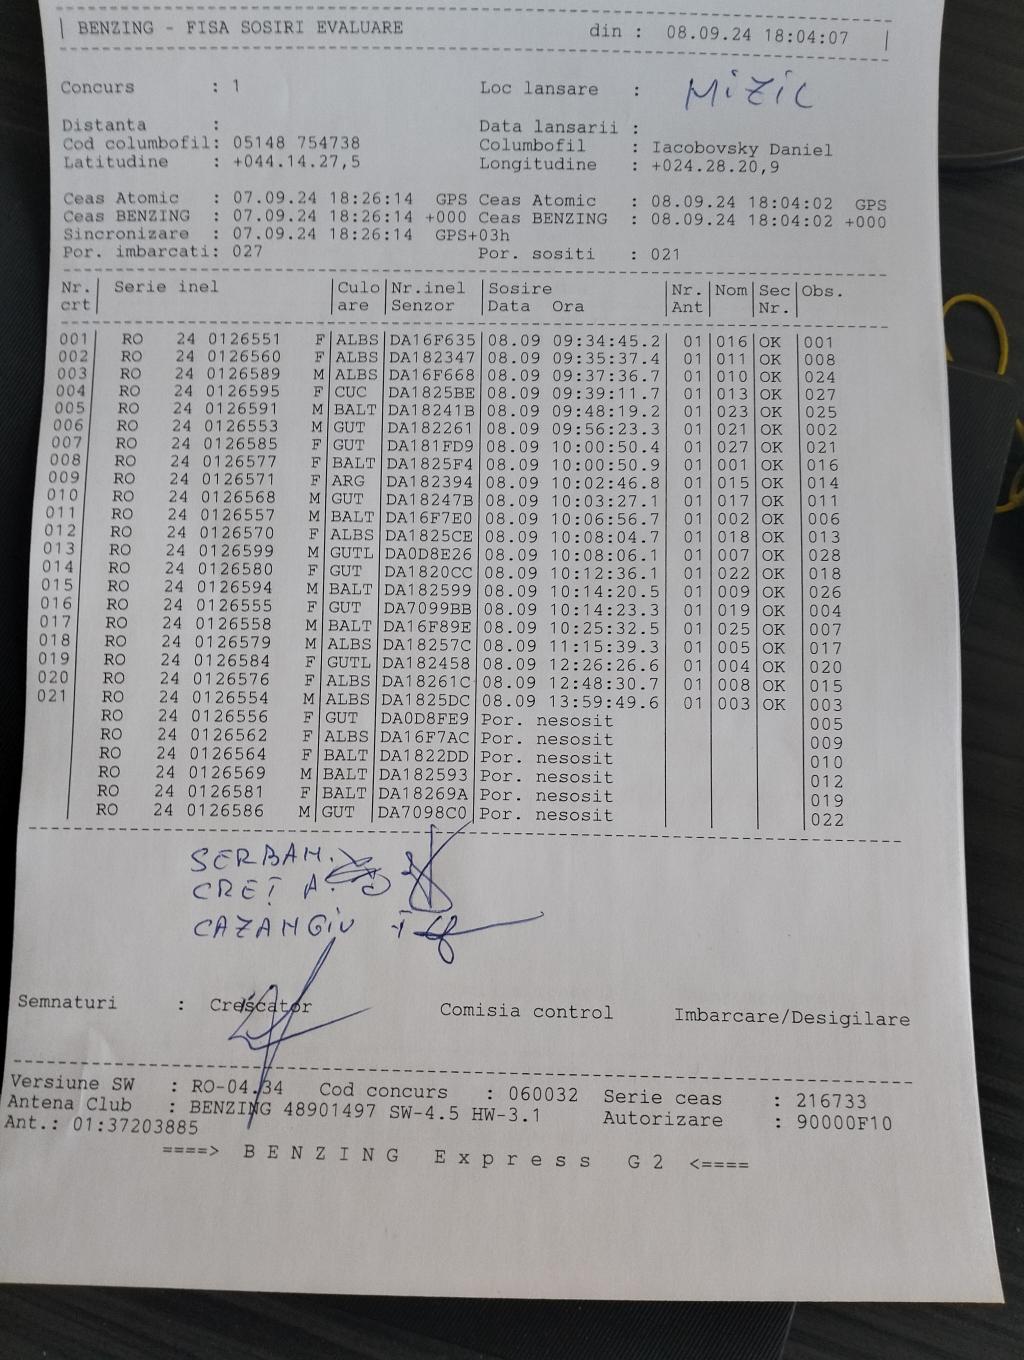 BENZING - FISA SOSIRI EVALUARE din : 08.09.24 18:04:07
Concurs : 1 Loc lansare : MiZiL
Distanta : Data lansarii :
Cod columbofil: 05148 754738 Columbofil : Iacobovsky Daniel
Latitudine : +044.14.27,5 Longitudine : +024.28.20,9
Ceas Atomic : 07.09.24 18:26:14 GPS Ceas Atomic : 08.09.24 18:04:02 GPS
Ceas BENZING : 07.09.24 18:26:14 +000 Ceas BENZING : 08.09.24 18:04:02 +000
Sincronizare : 07.09.24 18:26:14 GPS+03h
Por. imbarcati: 027 Por. sositi : 021
Nr. Serie inel Culo Nr.inel Sosire Nr. Nom Sec Obs.
crt are Senzor Data Ora Ant Nr.
001 RO 24 0126551 F ALBS DA16F635 08.09 09:34:45.2 01 016 OK 001
002 RO 24 0126560 F ALBS DA182347 08.09 09:35:37.4 01 011 OK 008
003 RO 24 0126589 M ALBS DA16F668 08.09 09:37:36.7 01 010 OK 024
004 RO 24 0126595 F CUC DA1825BE 08.09 09:39:11.7 01 013 OK 027
005 RO 24 0126591 M BALT DA18241B 08.09 09:48:19.2 01 023 OK 025
006 RO 24 0126553 M GUT DA182261 08.09 09:56:23.3 01 021 OK 002
007 RO 24 0126585 F GUT DA181FD9 08.09 10:00:50.4 01 027 OK 021
008 RO 24 0126577 F BALT DA1825F4 08.09 10:00:50.9 01 001 OK 016
009 RO 24 0126571 F ARG DA182394 08.09 10:02:46.8 01 015 OK 014
010 RO 24 0126568 M GUT DA18247B 08.09 10:03:27.1 01 017 OK 011
011 RO 24 0126557 M BALT DA16F7E0 08.09 10:06:56.7 01 002 OK 006
012 RO 24 0126570 F ALBS DA1825CE 08.09 10:08:04.7 01 018 OK 013
013 RO 24 0126599 M GUTL DA0D8E26 08.09 10:08:06.1 01 007 OK 028
014 RO 24 0126580 F GUT DA1820CC 08.09 10:12:36.1 01 022 OK 018
015 RO 24 0126594 M BALT DA182599 08.09 10:14:20.5 01 009 OK 026
016 RO 24 0126555 F GUT DA7099BB 08.09 10:14:23.3 01 019 OK 004
017 RO 24 0126558 M BALT DA16F89E 08.09 10:25:32.5 01 025 OK 007
018 RO 24 0126579 M ALBS DA18257C 08.09 11:15:39.3 01 005 OK 017
019 RO 24 0126584 F GUTL DA182458 08.09 12:26:26.6 01 004 OK 020
020 RO 24 0126576 F ALBS DA18261C 08.09 12:48:30.7 01 008 OK 015
021 RO 24 0126554 M ALBS DA1825DC 08.09 13:59:49.6 01 003 OK 003
RO 24 0126556 F GUT DA0D8FE9 Por. nesosit 005
RO 24 0126562 F ALBS DA16F7AC Por. nesosit 009
RO 24 0126564 F BALT DA1822DD Por. nesosit 010
RO 24 0126569 M BALT DA182593 Por. nesosit 012
RO 24 0126581 F BALT DA18269A Por. nesosit 019
RO 24 0126586 M GUT DA7098C0 Por. nesosit 022
SERBAN.
CREȚ A.
CAZANGIU I
Semnaturi : Crescator Comisia control Imbarcare/Desigilare
Versiune SW : RO-04.34 Cod concurs : 060032 Serie ceas : 216733
Antena Club : BENZING 48901497 SW-4.5 HW-3.1 Autorizare : 90000F10
Ant.: 01:37203885
====> B E N Z I N G E x p r e s s G 2 <====